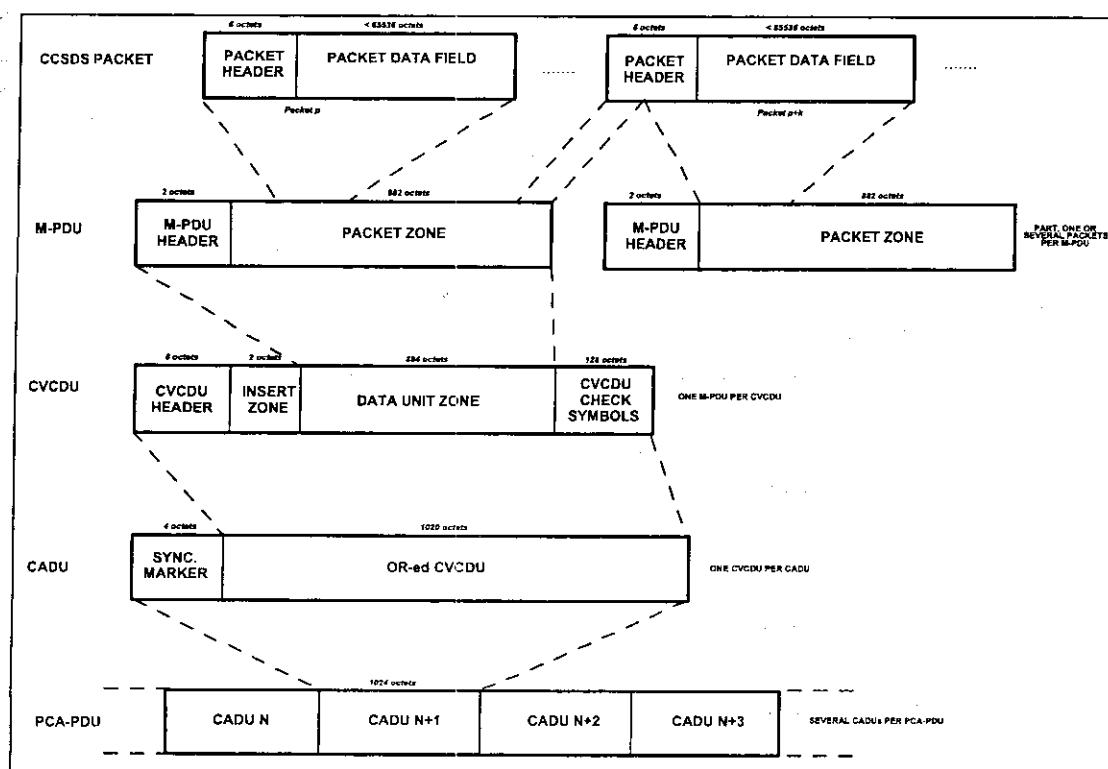 6 octets
< 65536 octets
6 octets
< 65536 octets
CCSDS PACKET
PACKET HEADER
PACKET DATA FIELD
........
PACKET HEADER
PACKET DATA FIELD
........
Packet p
Packet p+k
2 octets
882 octets
2 octets
882 octets
M-PDU
M-PDU HEADER
PACKET ZONE
M-PDU HEADER
PACKET ZONE
PART, ONE OR
SEVERAL PACKETS
PER M-PDU
octets
2 octets
884 octets
128 octets
CVCDU
CVCDU HEADER
INSERT ZONE
DATA UNIT ZONE
CVCDU CHECK SYMBOLS
ONE M-PDU PER CVCDU
4 octets
1020 octets
CADU
SYNC. MARKER
OR-ed CVCDU
ONE CVCDU PER CADU
1024 octets
PCA-PDU
CADU N
CADU N+1
CADU N+2
CADU N+3
SEVERAL CADUs PER PCA-PDU